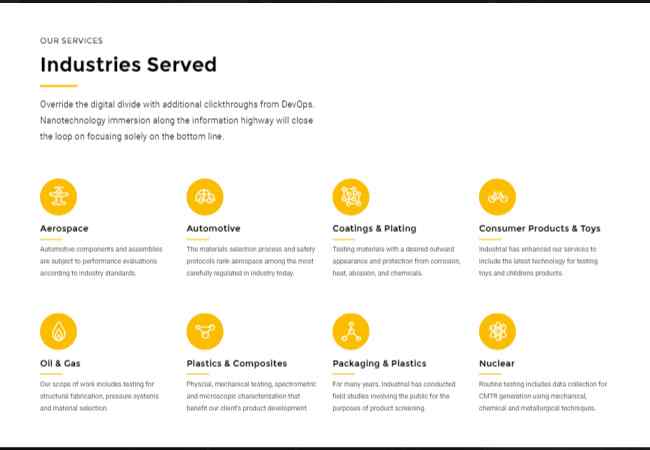 OUR SERVICES
Industries Served
Override the digital divide with additional clickthroughs from DevOps.
Nanotechnology immersion along the information highway will close
the loop on focusing solely on the bottom line.
Aerospace
Automotive components and assemblies
are subject to performance evaluations
according to industry standards.
Automotive
The materials selection process and safety
protocols rank aerospace among the most
carefully regulated in industry today.
Coatings & Plating
Testing materials with a desired outward
appearance and protection from corrosion,
heat, abrasion, and chemicals.
Consumer Products & Toys
Industrial has enhanced our services to
include the latest technology for testing
toys and childrens products.
Oil & Gas
Our scope of work includes testing for
structural fabrication, pressure systems
and material selection.
Plastics & Composites
Physcial, mechanical testing, spectrometric
and microscopic characterization that
benefit our client's product development
Packaging & Plastics
For many years, Industrial has conducted
field studies involving the public for the
purposes of product screening.
Nuclear
Routine testing includes data collection for
CMTR generation using mechanical,
chemical and metallurgical techniques.